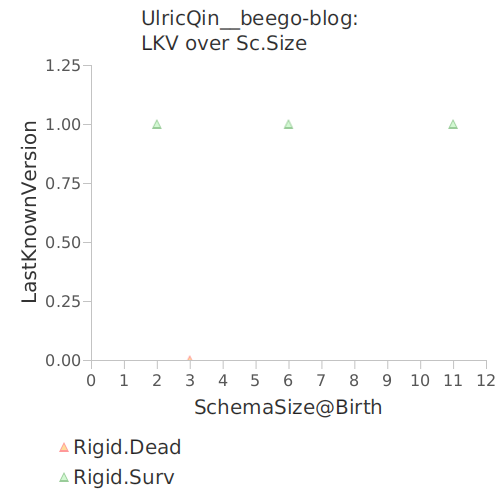 UlricQin__beego-blog:
LKV over Sc.Size
1.25
1.00
0.75
0.50
0.25
0.00
LastKnownVersion
0 1 2 3 4 5 6 7 8 9 10 11 12
SchemaSize@Birth
Rigid.Dead
Rigid.Surv